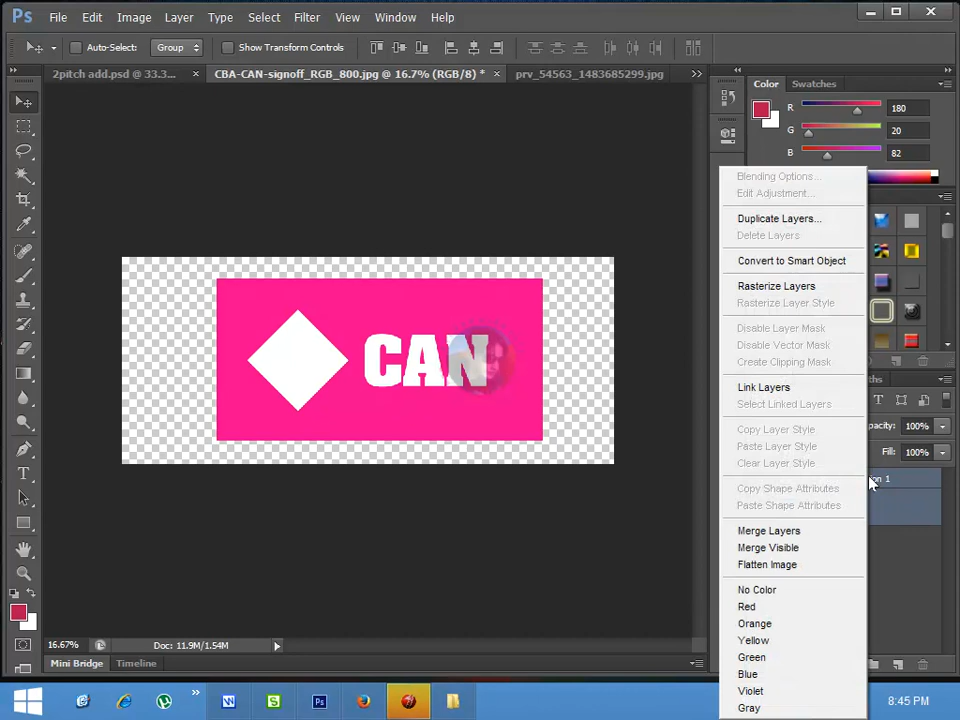 Ps File Edit Image Layer Type Select Filter View Window Help
Auto-Select: Group Show Transform Controls
2pitch add.psd @ 33.3... × CBA-CAN-signoff_RGB_800.jpg @ 16.7% (RGB/8) * × prv_54563_1483685299.jpg
Color Swatches
R 180
G 20
B 82
Blending Options...
Edit Adjustment...
Duplicate Layers...
Delete Layers
Convert to Smart Object
Rasterize Layers
Rasterize Layer Style
Disable Layer Mask
Disable Vector Mask
Create Clipping Mask
Link Layers
Select Linked Layers
Copy Layer Style
Paste Layer Style
Clear Layer Style
Copy Shape Attributes
Paste Shape Attributes
Merge Layers
Merge Visible
Flatten Image
No Color
Red
Orange
Yellow
Green
Blue
Violet
Gray
CAN
ths
T
pacity: 100%
Fill: 100%
on 1
T
16.67% Doc: 11.9M/1.54M
Mini Bridge Timeline
W S Ps
8:45 PM